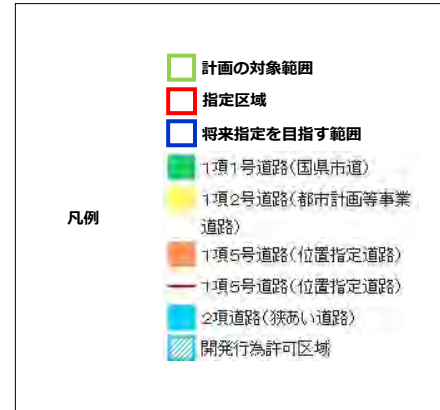 計画の対象範囲
指定区域
将来指定を目指す範囲
凡例
1項1号道路(国県市道)
1項2号道路(都市計画等事業
道路)
1項5号道路(位置指定道路)
1項5号道路(位置指定道路)
2項道路(狭あい道路)
開発行為許可区域